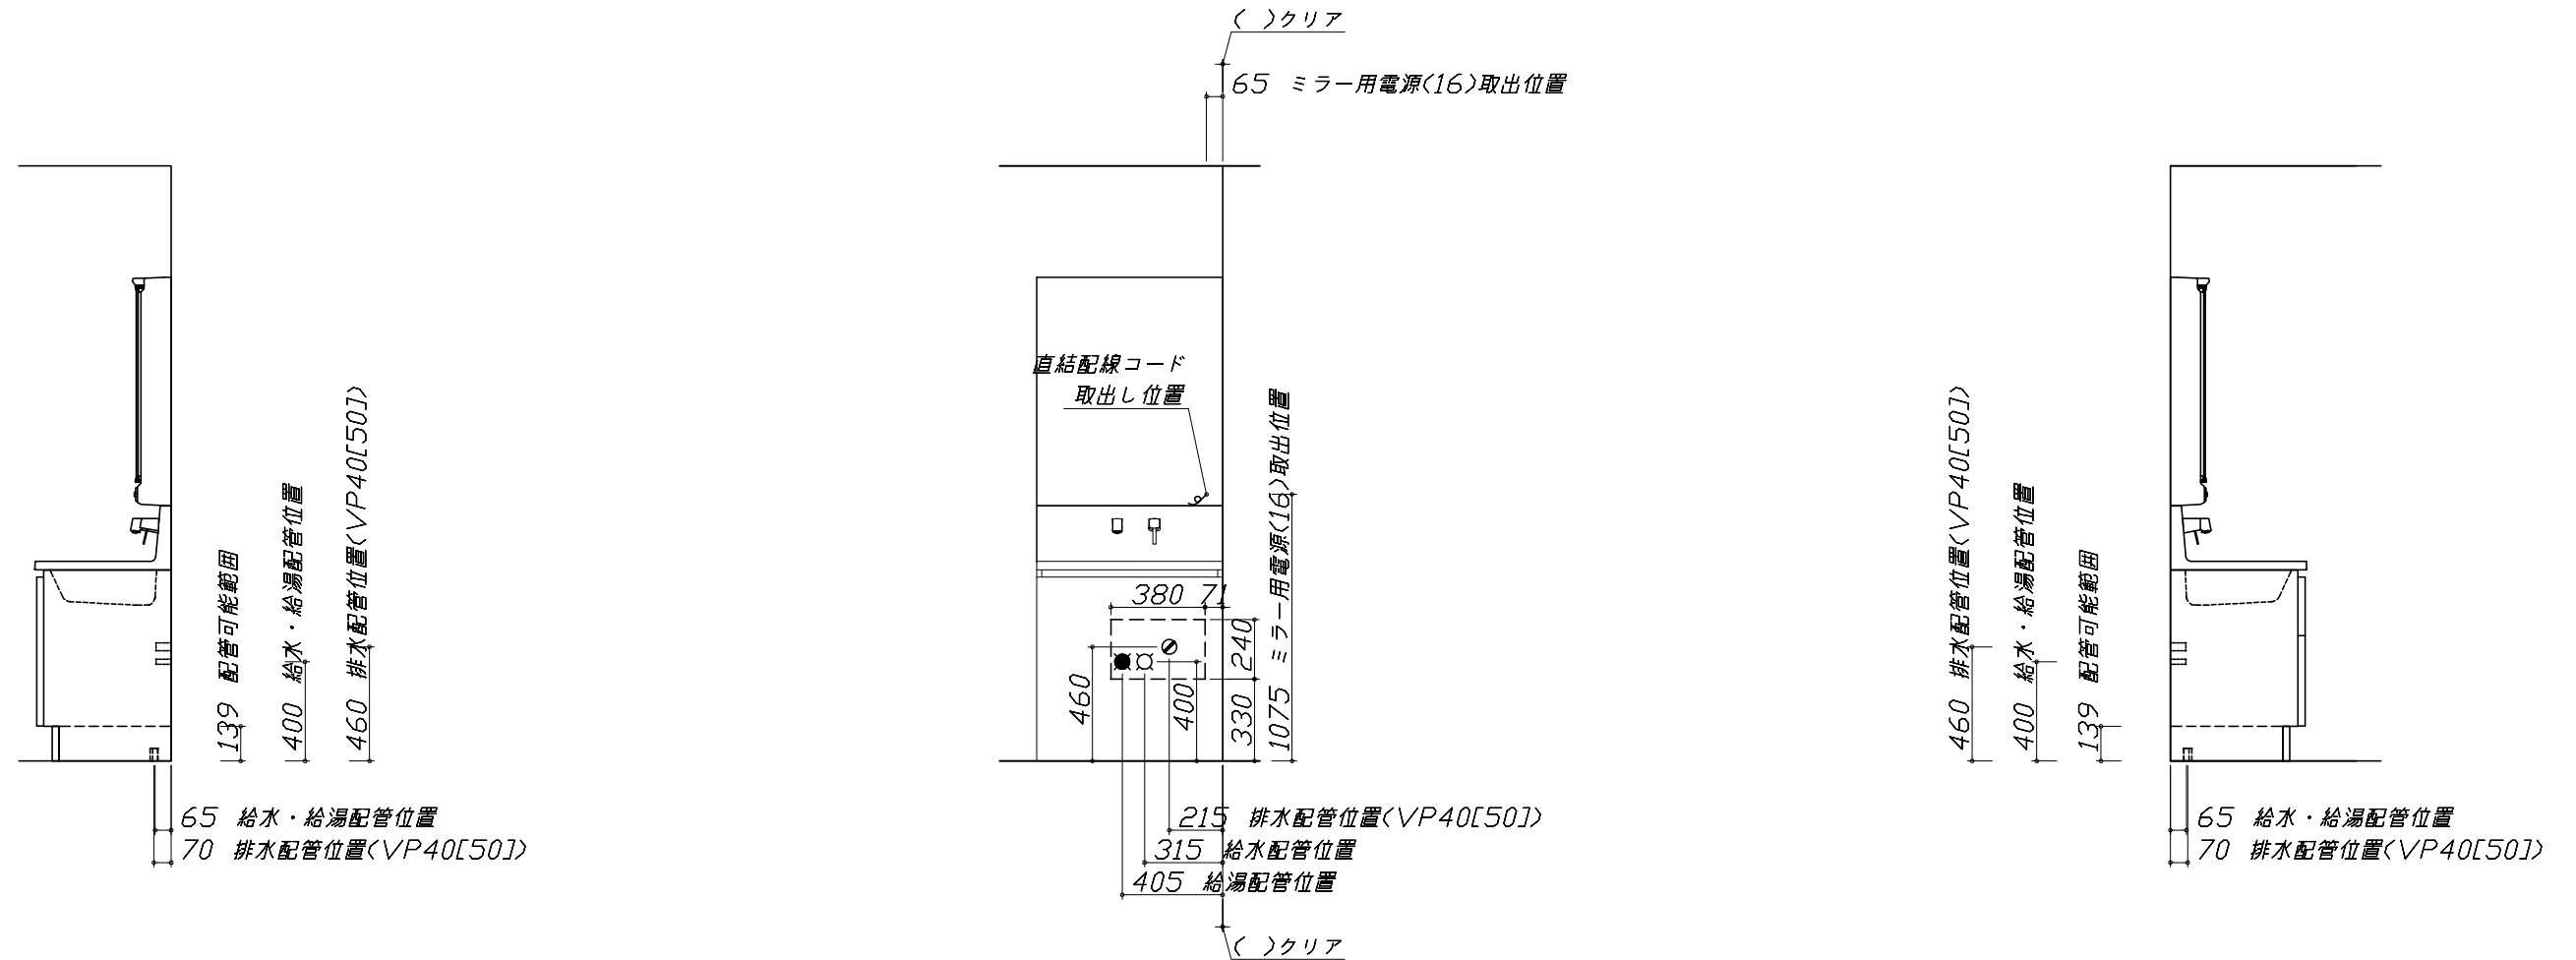 ( )クリア
65 ミラー用電源(16)取出位置
直結配線コード
取出し位置
139 配管可能範囲
400 給水・給湯配管位置
460 排水配管位置(VP40[50])
380 71
460
400
240
330
1075 ミラー用電源(16)取出位置
460 排水配管位置(VP40[50])
400 給水・給湯配管位置
139 配管可能範囲
65 給水・給湯配管位置
70 排水配管位置(VP40[50])
215 排水配管位置(VP40[50])
315 給水配管位置
405 給湯配管位置
( )クリア
65 給水・給湯配管位置
70 排水配管位置(VP40[50])